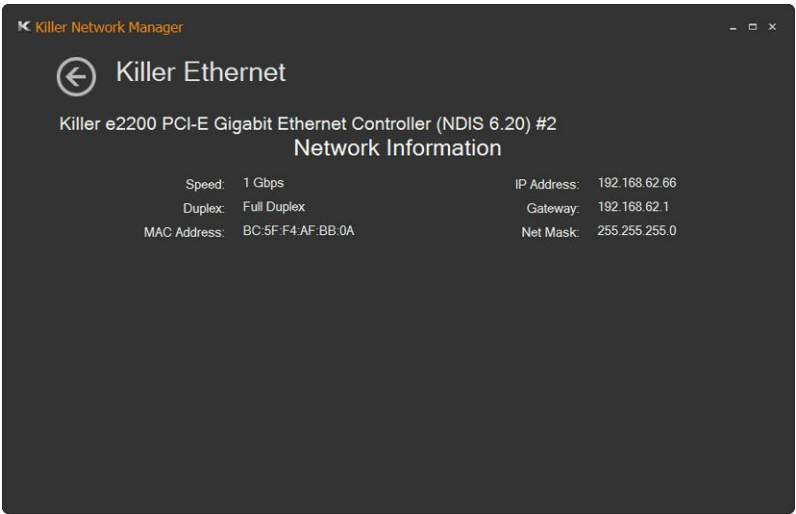 Killer Network Manager
Killer Ethernet
Killer e2200 PCI-E Gigabit Ethernet Controller (NDIS 6.20) #2
Network Information
Speed: 1 Gbps IP Address: 192.168.62.66
Duplex: Full Duplex Gateway: 192.168.62.1
MAC Address: BC:5F:F4:AF:BB:0A Net Mask: 255.255.255.0